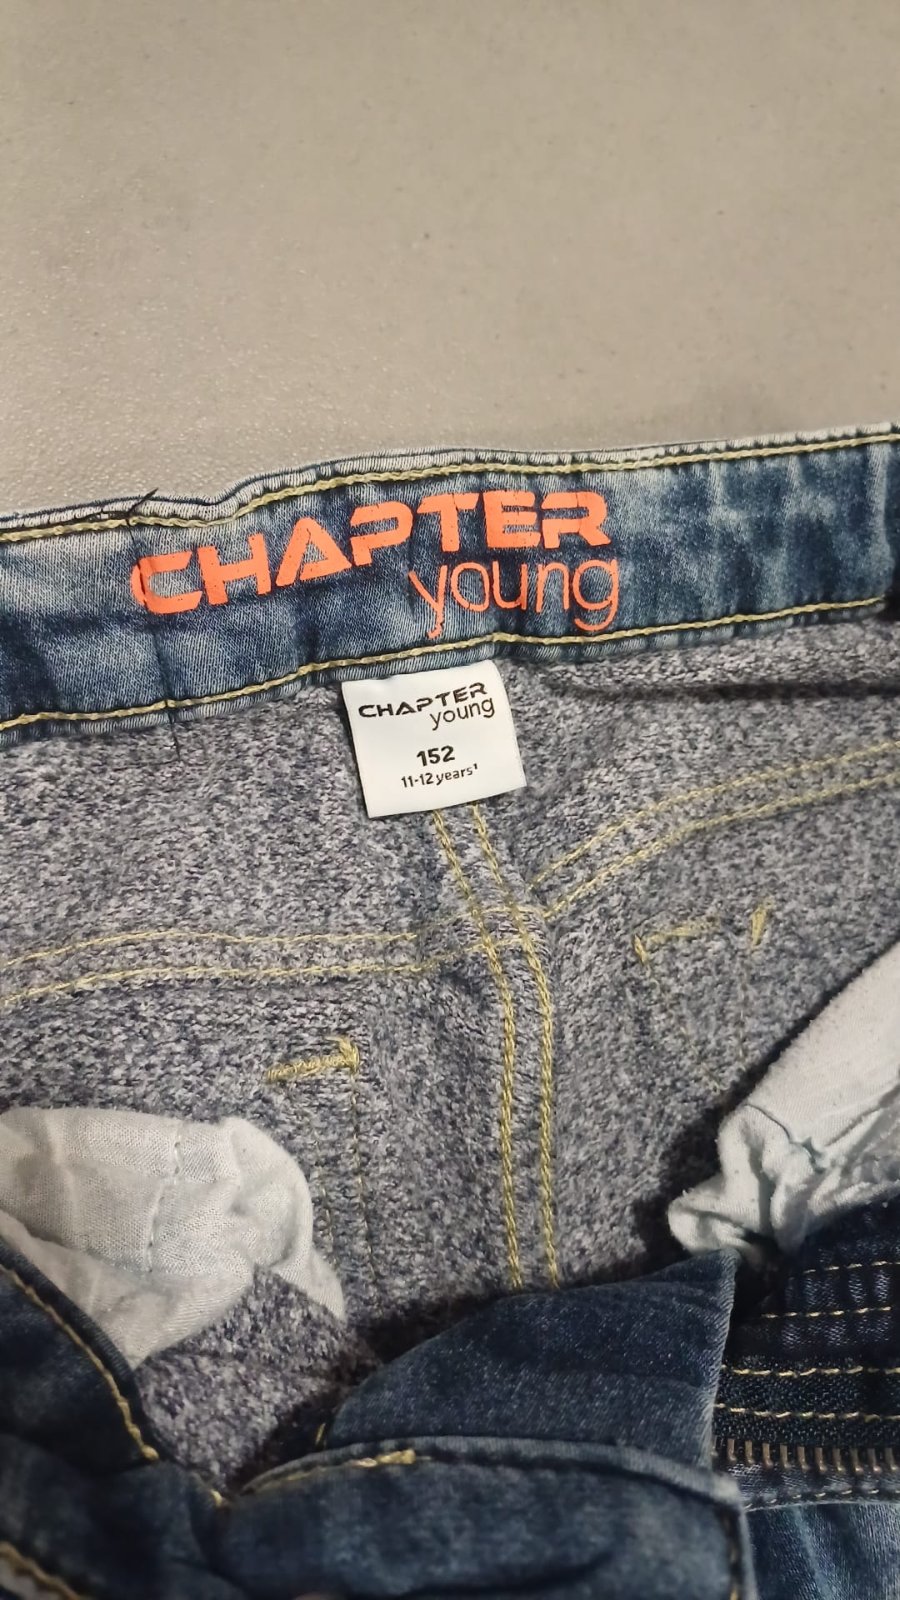 CHAPTER
young
CHAPTER
young
152
11-12 years¹